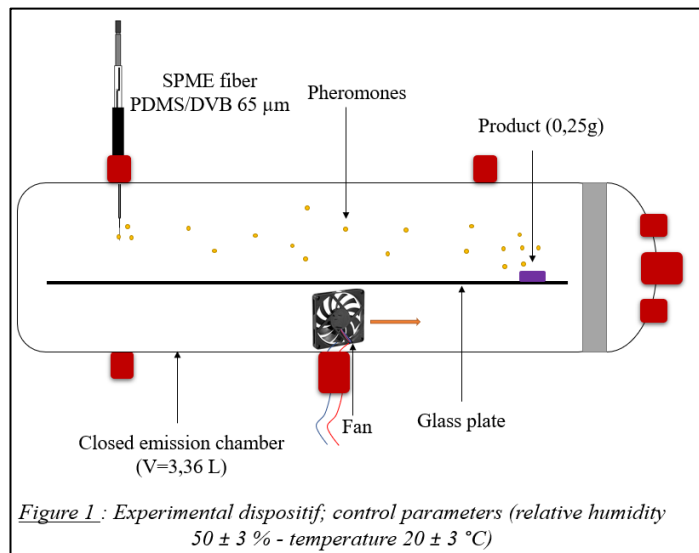 SPME fiber
PDMS/DVB 65 µm
Pheromones
Product (0,25g)
Closed emission chamber
(V=3,36 L)
Fan
Glass plate
Figure 1 : Experimental dispositif; control parameters (relative humidity
50 ± 3 % - temperature 20 ± 3 °C)